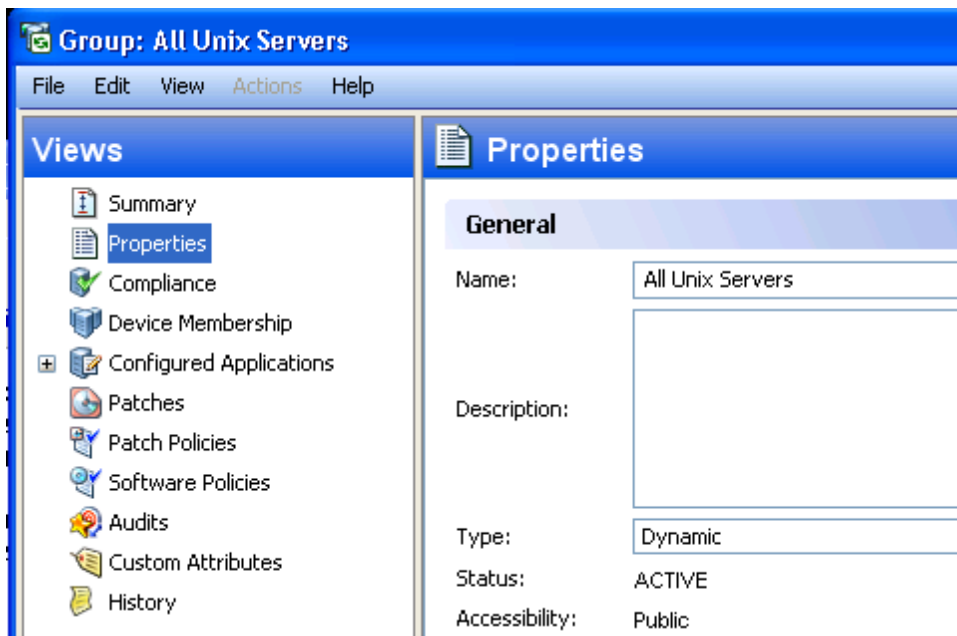 Group: All Unix Servers
File Edit View Actions Help
Views
Summary
Properties
Compliance
Device Membership
Configured Applications
Patches
Patch Policies
Software Policies
Audits
Custom Attributes
History
Properties
General
Name: All Unix Servers
Description:
Type: Dynamic
Status: ACTIVE
Accessibility: Public